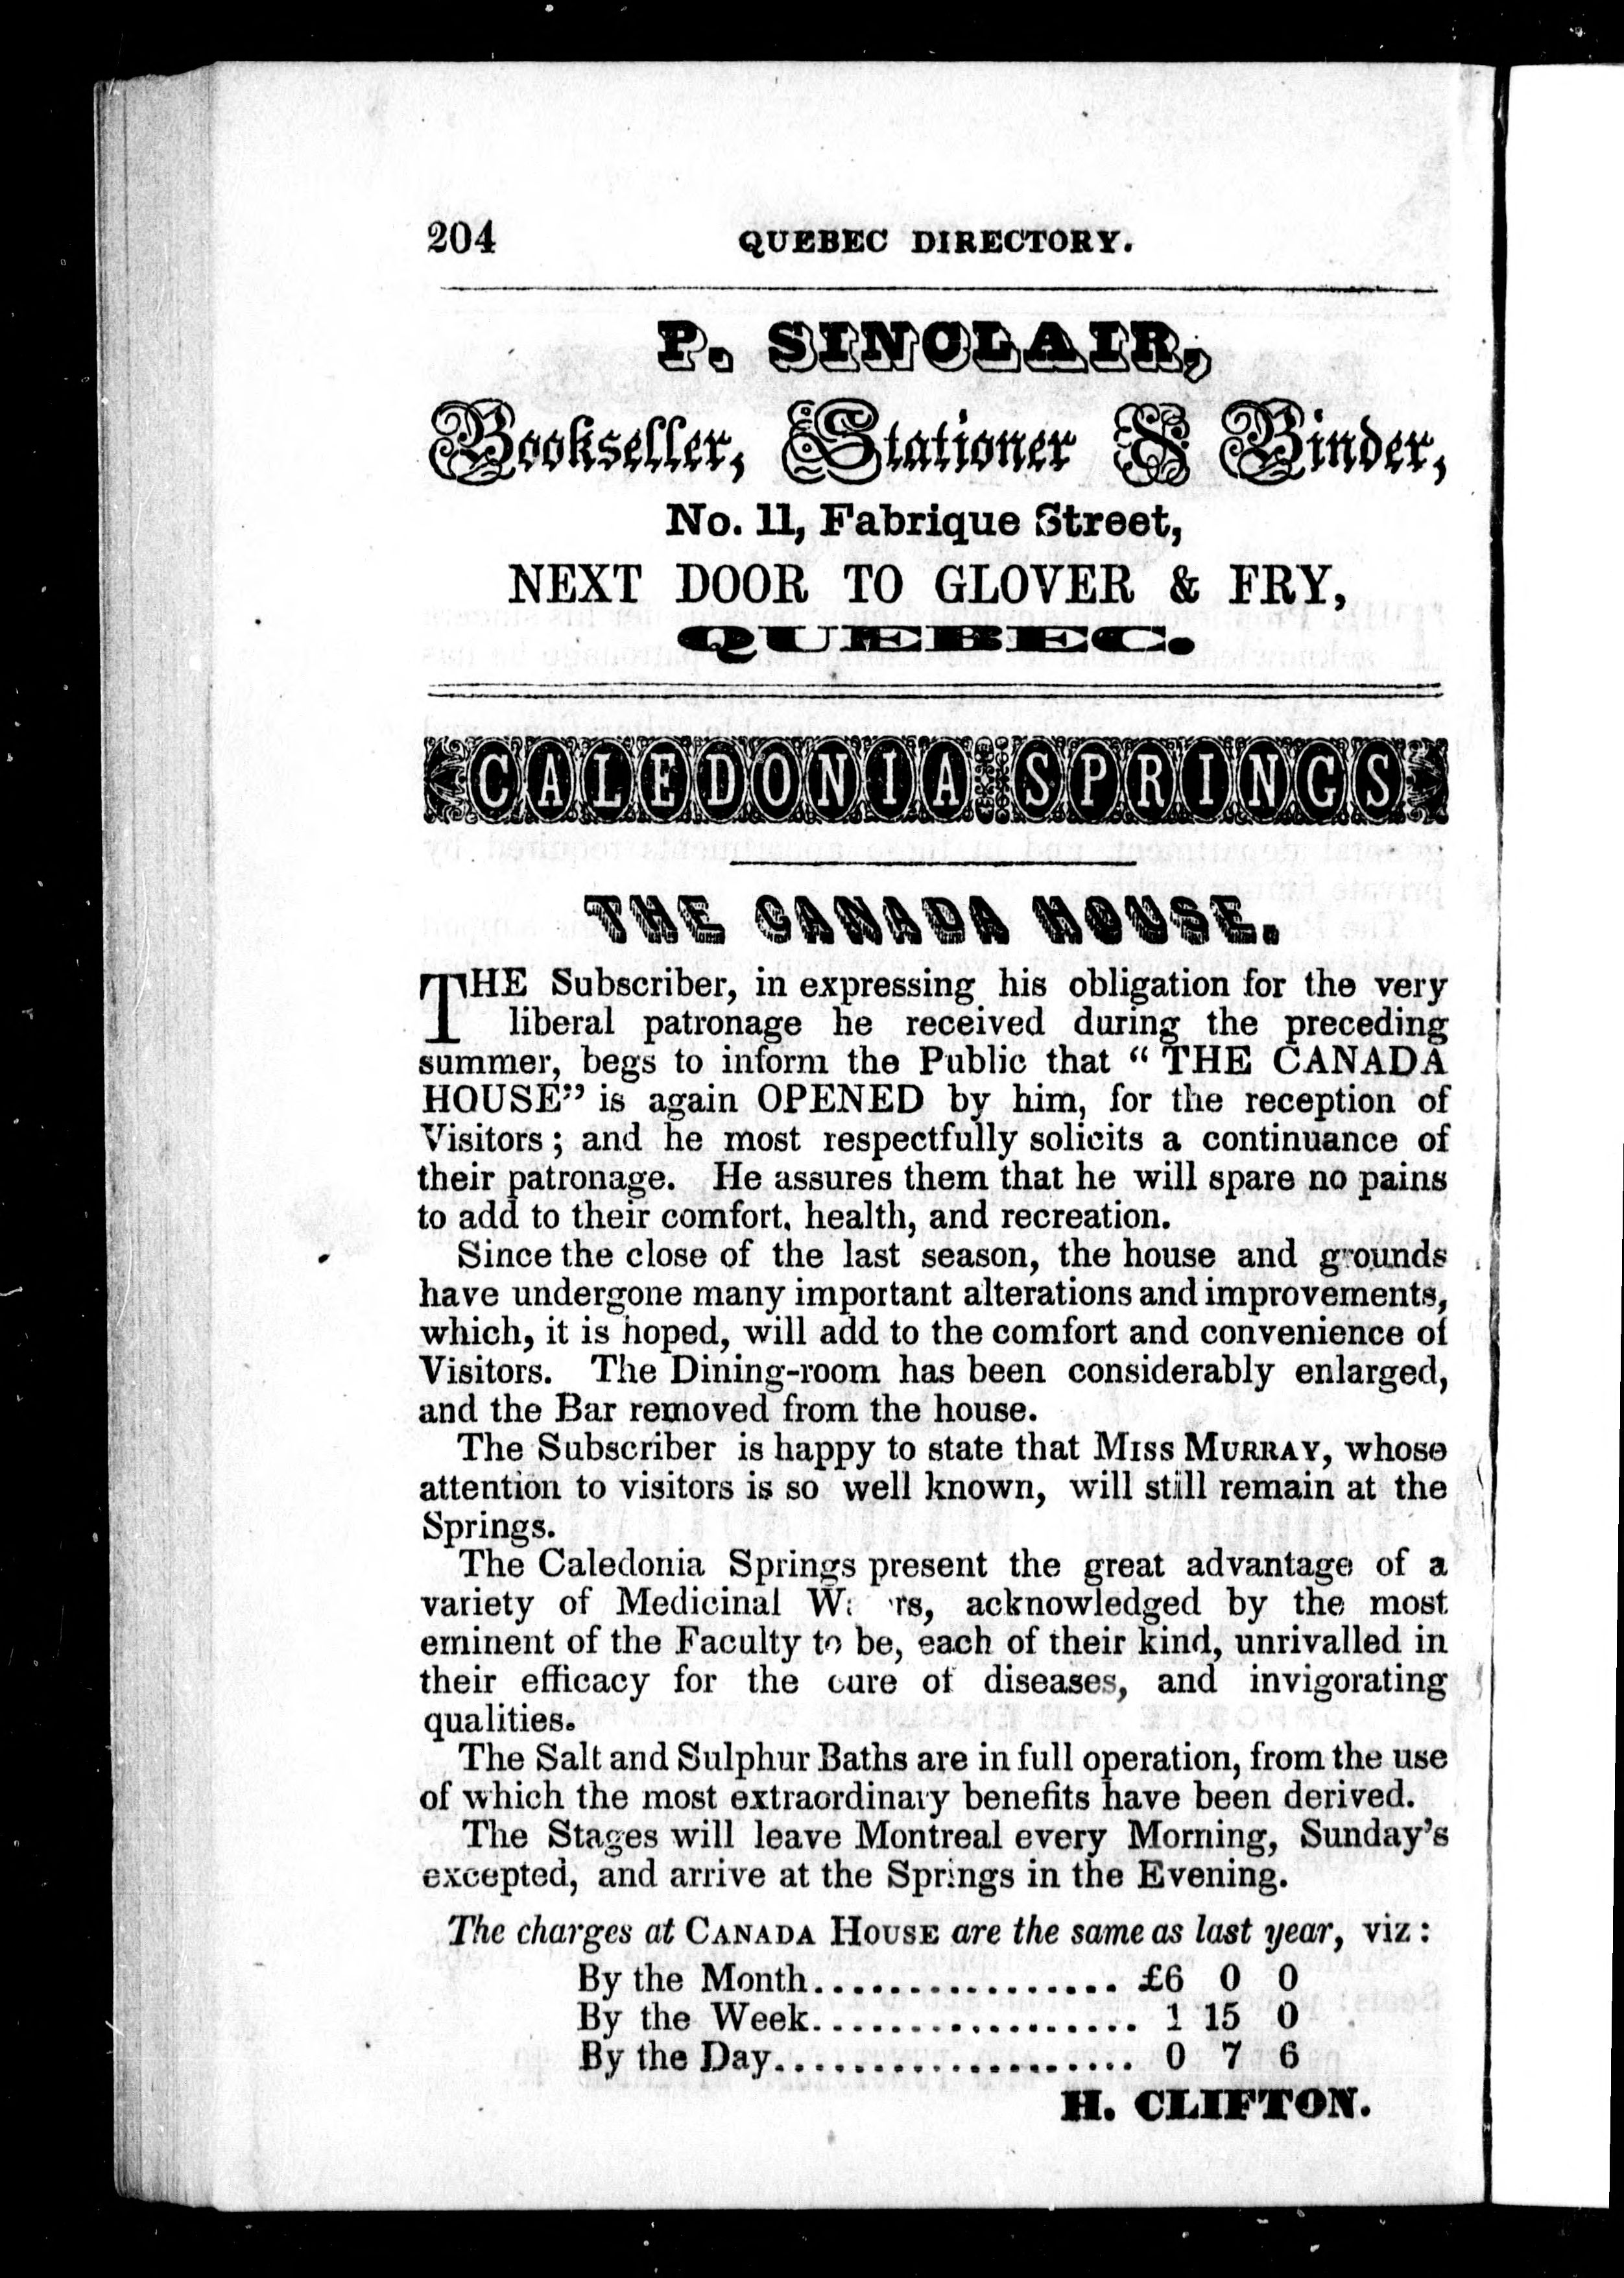 204 QUEBEC DIRECTORY.
P. SINCLAIR,
Bookseller, Stationer & Binder,
No. 11, Fabrique Street,
NEXT DOOR TO GLOVER & FRY,
QUEBEC.
CALEDONIA SPRINGS
THE CANADA HOUSE.
THE Subscriber, in expressing his obligation for the very
liberal patronage he received during the preceding
summer, begs to inform the Public that “ THE CANADA
HOUSE” is again OPENED by him, for the reception of
Visitors ; and he most respectfully solicits a continuance of
their patronage. He assures them that he will spare no pains
to add to their comfort, health, and recreation.
Since the close of the last season, the house and grounds
have undergone many important alterations and improvements,
which, it is hoped, will add to the comfort and convenience of
Visitors. The Dining-room has been considerably enlarged,
and the Bar removed from the house.
The Subscriber is happy to state that MISS MURRAY, whose
attention to visitors is so well known, will still remain at the
Springs.
The Caledonia Springs present the great advantage of a
variety of Medicinal acknowledged by the most
eminent of the Faculty to be, each of their kind, unrivalled in
their efficacy for the cure of diseases, and invigorating
qualities.
The Salt and Sulphur Baths are in full operation, from the use
of which the most extraordinary benefits have been derived.
The Stages will leave Montreal every Morning, Sunday’s
excepted, and arrive at the Springs in the Evening.
The charges at CANADA HOUSE are the same as last year, viz :
By the Month................ £6 0 0
By the Week.................. 1 15 0
By the Day.................... 0 7 6
H. CLIFTON.